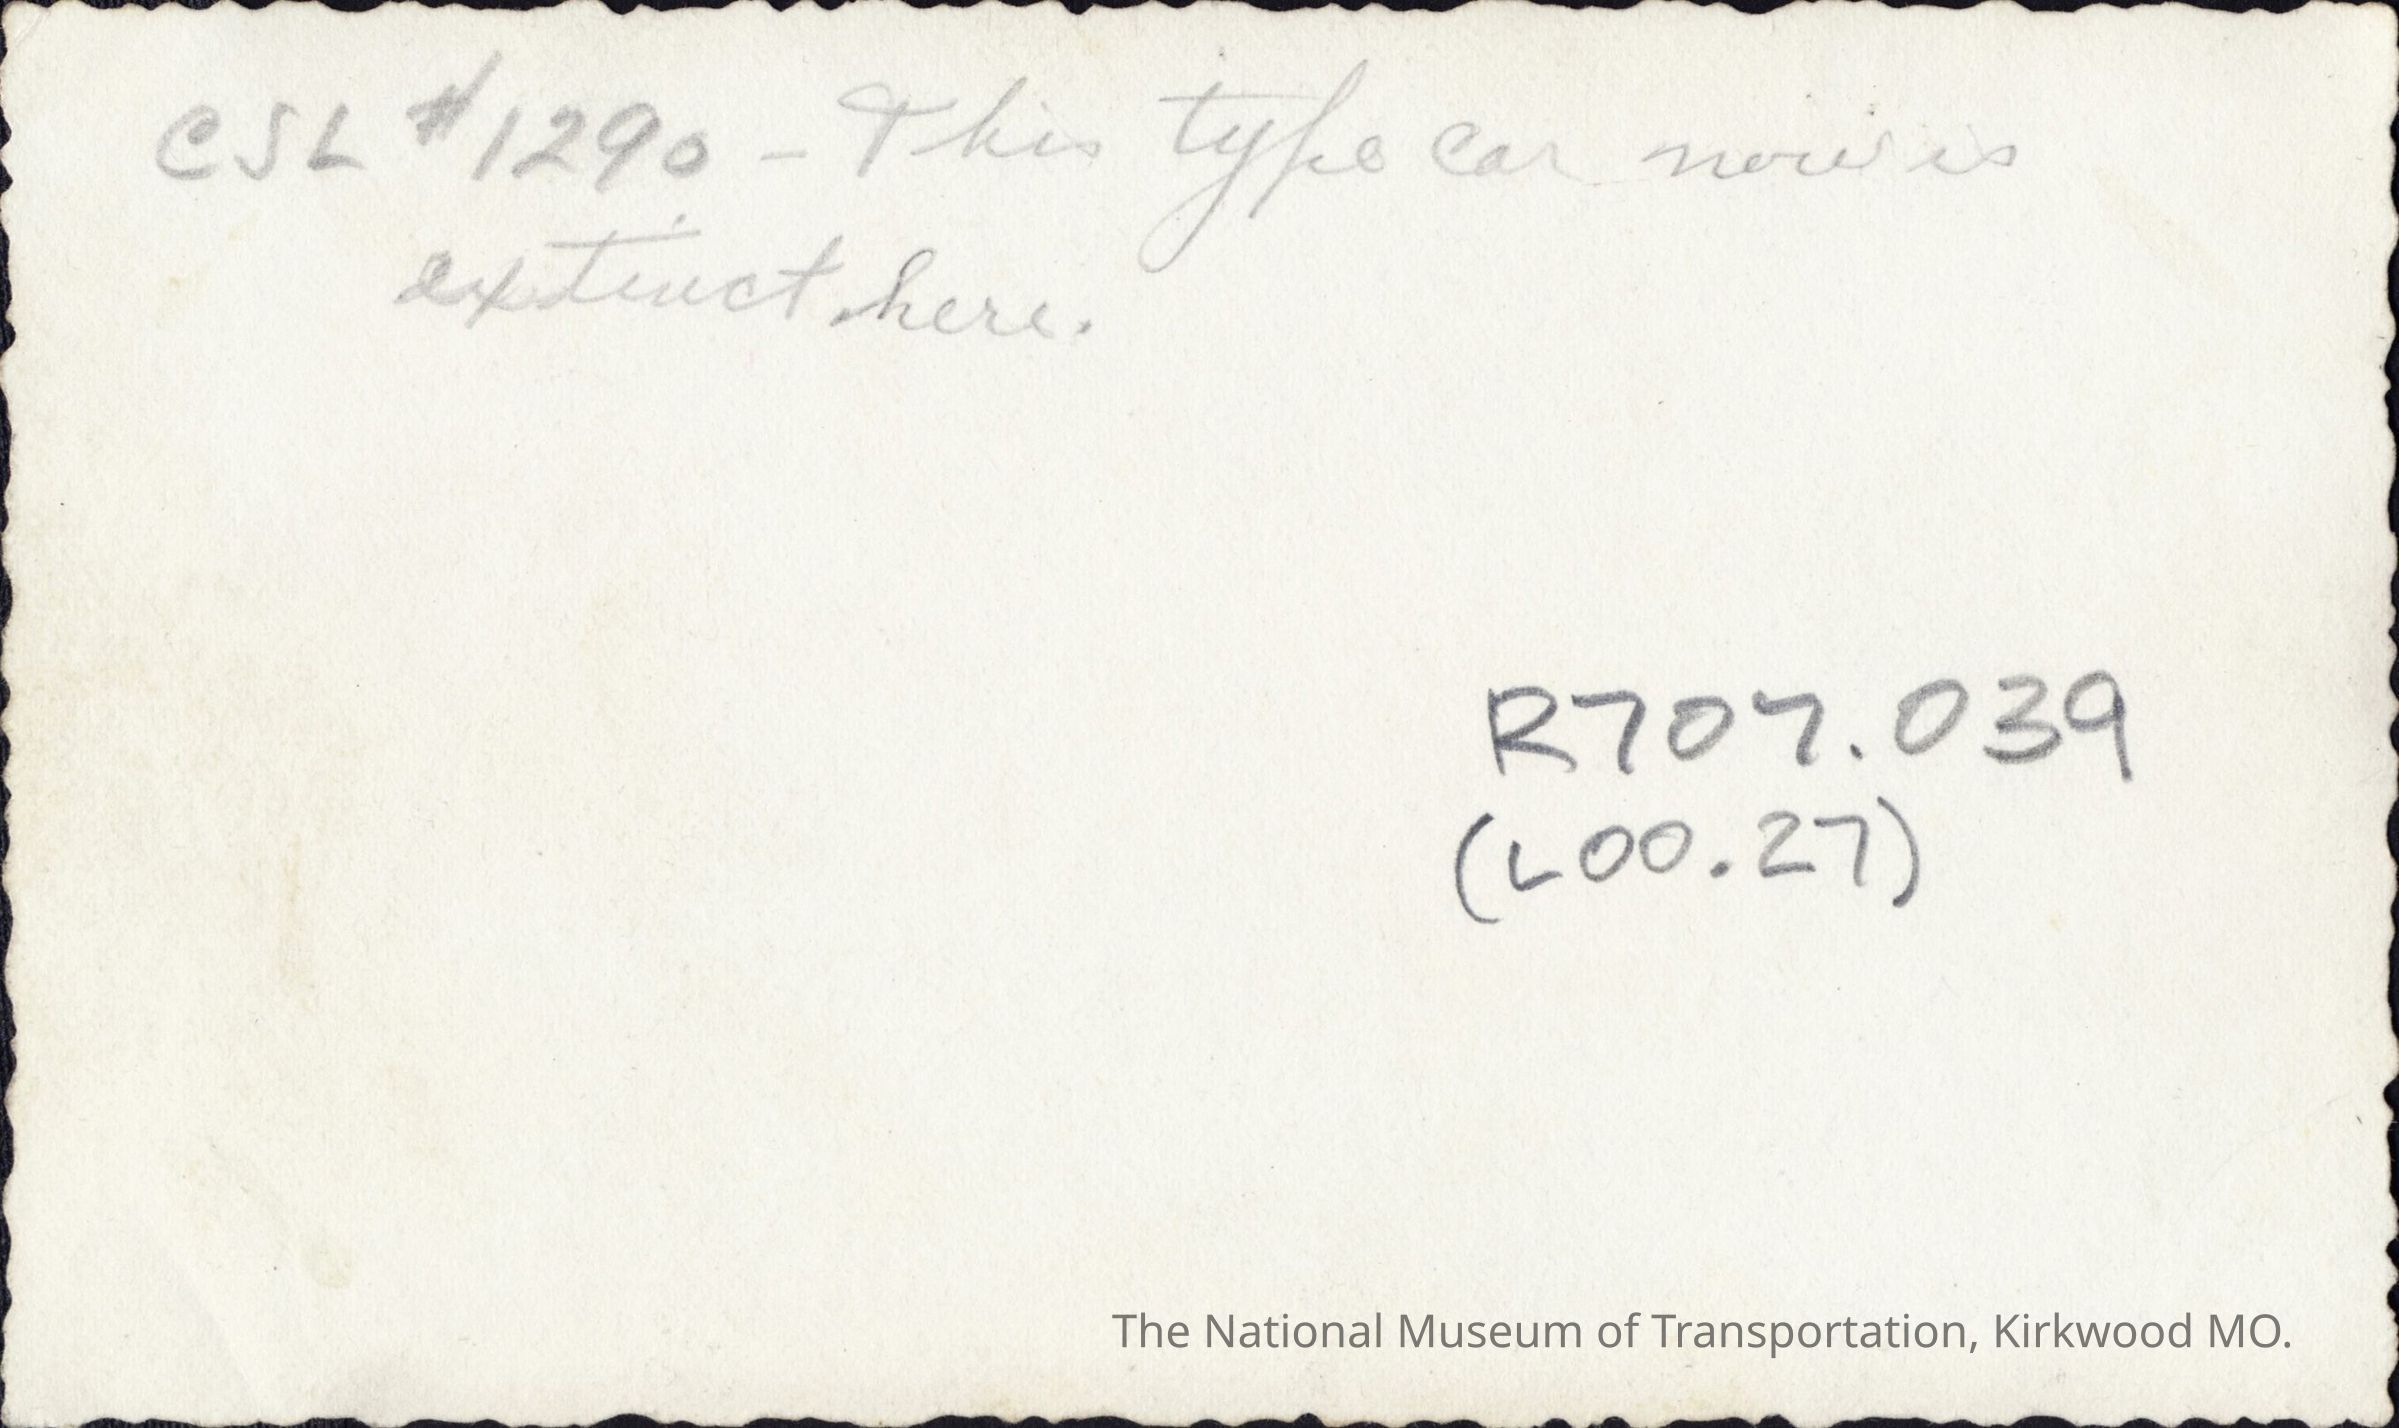 CSL #1290 - This type car now is
extinct here.
R707.039
(L00.27)
The National Museum of Transportation, Kirkwood MO.